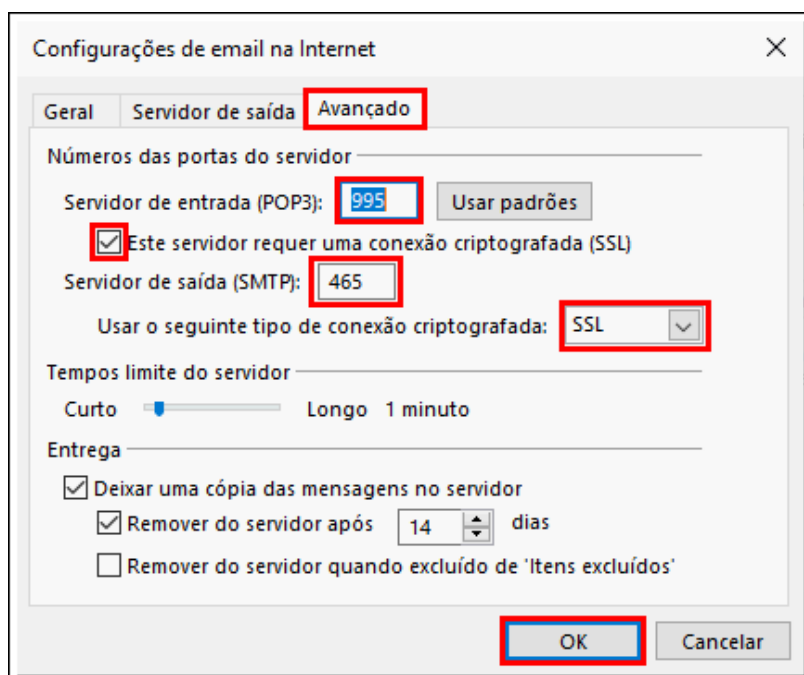 Configurações de email na Internet
Geral Servidor de saída Avançado
Números das portas do servidor
Servidor de entrada (POP3): 995 Usar padrões
Este servidor requer uma conexão criptografada (SSL)
Servidor de saída (SMTP): 465
Usar o seguinte tipo de conexão criptografada: SSL
Tempos limite do servidor
Curto Longo 1 minuto
Entrega
Deixar uma cópia das mensagens no servidor
Remover do servidor após 14 dias
Remover do servidor quando excluído de 'Itens excluídos'
OK Cancelar